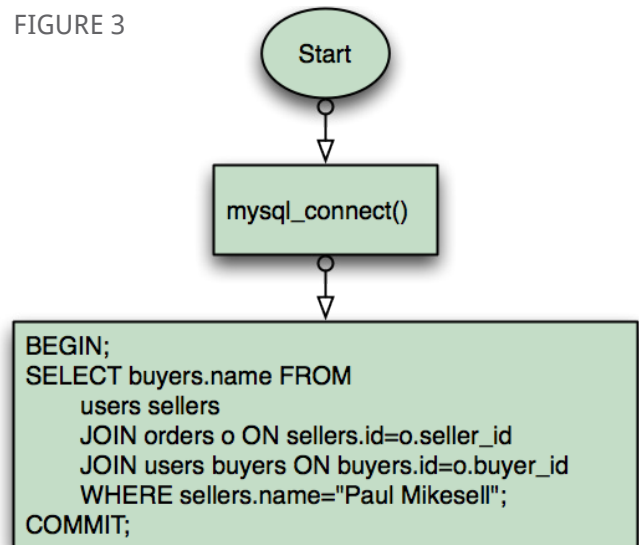 FIGURE 3
Start
mysql_connect()
BEGIN;
SELECT buyers.name FROM
users sellers
JOIN orders o ON sellers.id=o.seller_id
JOIN users buyers ON buyers.id=o.buyer_id
WHERE sellers.name="Paul Mikesell";
COMMIT;